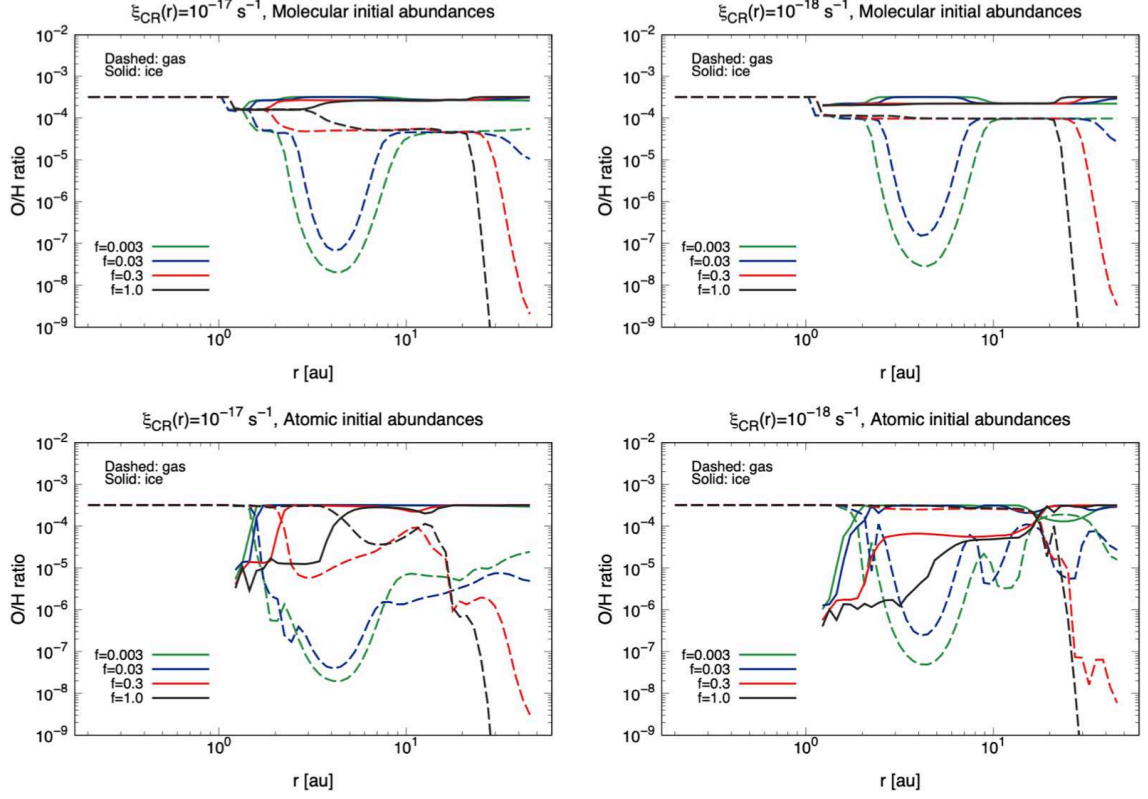 ξCR(r)=10⁻¹⁷ s⁻¹, Molecular initial abundances
10⁻²
10⁻³
10⁻⁴
10⁻⁵
10⁻⁶
10⁻⁷
10⁻⁸
10⁻⁹
O/H ratio
Dashed: gas
Solid: ice
f=0.003
f=0.03
f=0.3
f=1.0
10⁰
10¹
r [au]
ξCR(r)=10⁻¹⁸ s⁻¹, Molecular initial abundances
10⁻²
10⁻³
10⁻⁴
10⁻⁵
10⁻⁶
10⁻⁷
10⁻⁸
10⁻⁹
O/H ratio
Dashed: gas
Solid: ice
f=0.003
f=0.03
f=0.3
f=1.0
10⁰
10¹
r [au]
ξCR(r)=10⁻¹⁷ s⁻¹, Atomic initial abundances
10⁻²
10⁻³
10⁻⁴
10⁻⁵
10⁻⁶
10⁻⁷
10⁻⁸
10⁻⁹
O/H ratio
Dashed: gas
Solid: ice
f=0.003
f=0.03
f=0.3
f=1.0
10⁰
10¹
r [au]
ξCR(r)=10⁻¹⁸ s⁻¹, Atomic initial abundances
10⁻²
10⁻³
10⁻⁴
10⁻⁵
10⁻⁶
10⁻⁷
10⁻⁸
10⁻⁹
O/H ratio
Dashed: gas
Solid: ice
f=0.003
f=0.03
f=0.3
f=1.0
10⁰
10¹
r [au]